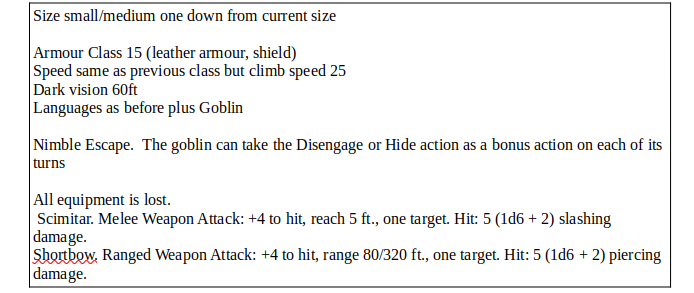 Size small/medium one down from current size
Armour Class 15 (leather armour, shield)
Speed same as previous class but climb speed 25
Dark vision 60ft
Languages as before plus Goblin
Nimble Escape.  The goblin can take the Disengage or Hide action as a bonus action on each of its
turns
All equipment is lost.
Scimitar. Melee Weapon Attack: +4 to hit, reach 5 ft., one target. Hit: 5 (1d6 + 2) slashing
damage.
Shortbow. Ranged Weapon Attack: +4 to hit, range 80/320 ft., one target. Hit: 5 (1d6 + 2) piercing
damage.